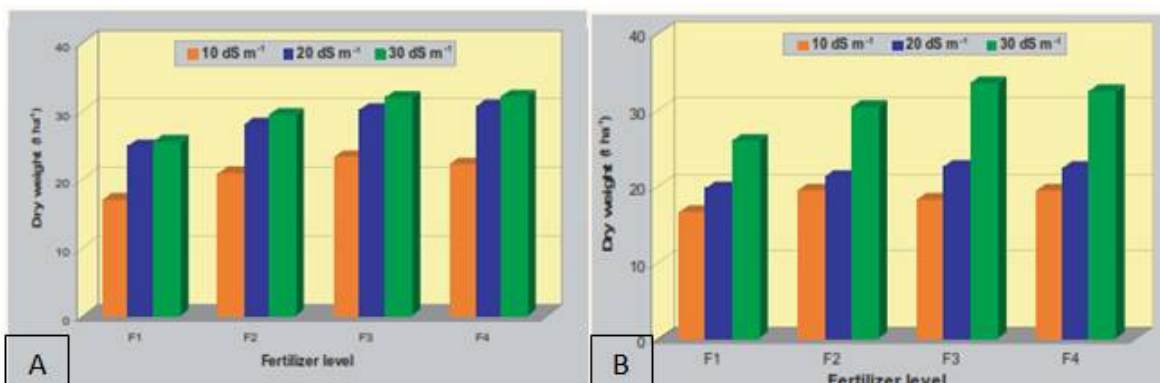 10 dS m⁻¹ 20 dS m⁻¹ 30 dS m⁻¹
Dry weight (t ha⁻¹)
40
30
20
10
0
F1 F2 F3 F4
Fertilizer level
A
10 dS m⁻¹ 20 dS m⁻¹ 30 dS m⁻¹
Dry weight (t ha⁻¹)
40
30
20
10
0
F1 F2 F3 F4
Fertilizer level
B